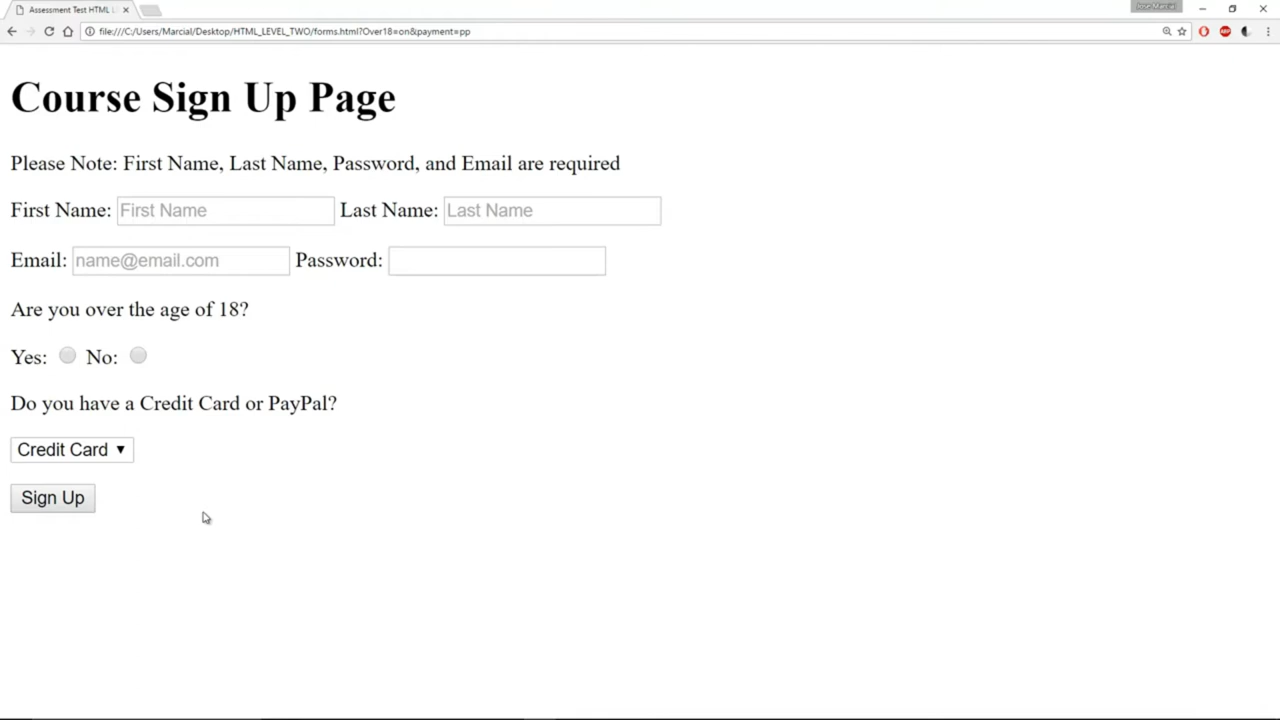 Assessment Test HTML L
Jose Marcial
file:///C:/Users/Marcial/Desktop/HTML_LEVEL_TWO/forms.html?Over18=on&payment=pp
Course Sign Up Page
Please Note: First Name, Last Name, Password, and Email are required
First Name: First Name Last Name: Last Name
Email: name@email.com Password:
Are you over the age of 18?
Yes: No:
Do you have a Credit Card or PayPal?
Credit Card
Sign Up